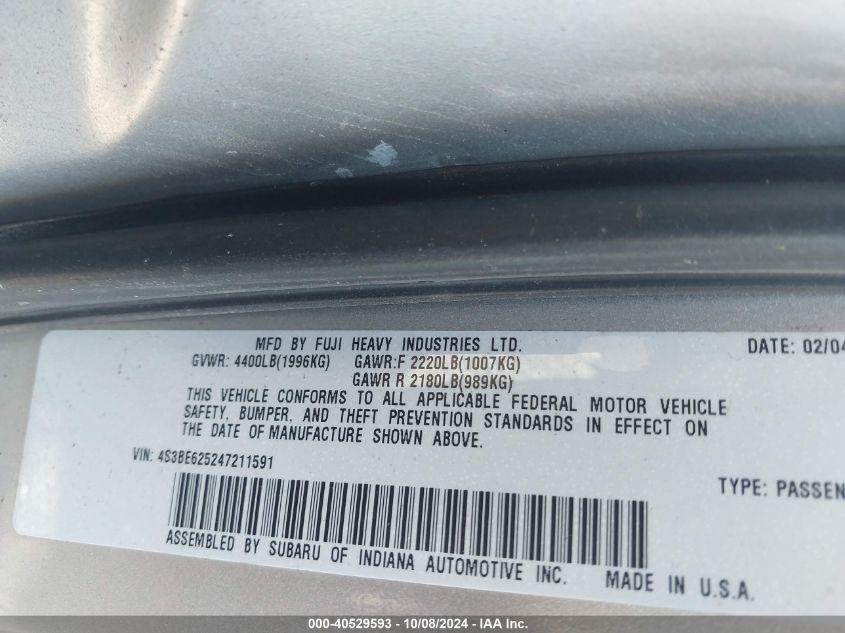 MFD BY FUJI HEAVY INDUSTRIES LTD. DATE: 02/04
GVWR: 4400LB(1996KG) GAWR:F 2220LB(1007KG)
GAWR R 2180LB(989KG)
THIS VEHICLE CONFORMS TO ALL APPLICABLE FEDERAL MOTOR VEHICLE
SAFETY, BUMPER, AND THEFT PREVENTION STANDARDS IN EFFECT ON
THE DATE OF MANUFACTURE SHOWN ABOVE.
VIN: 4S3BE625247211591 TYPE: PASSEN
ASSEMBLED BY SUBARU OF INDIANA AUTOMOTIVE INC. MADE IN U.S.A.
000-40529593 - 10/08/2024 - IAA Inc.